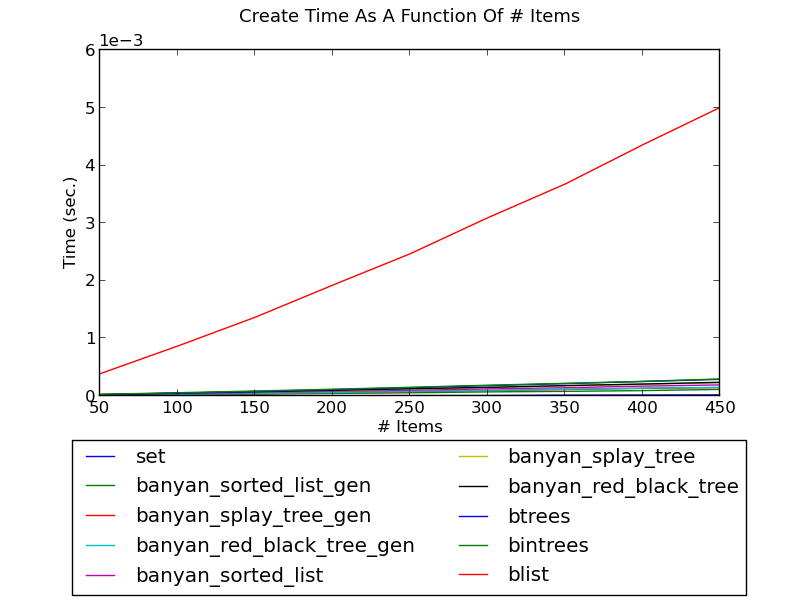 Create Time As A Function Of # Items
1e−3
6
5
4
3
2
1
0
Time (sec.)
50 100 150 200 250 300 350 400 450
# Items
set
banyan_sorted_list_gen
banyan_splay_tree_gen
banyan_red_black_tree_gen
banyan_sorted_list
banyan_splay_tree
banyan_red_black_tree
btrees
bintrees
blist